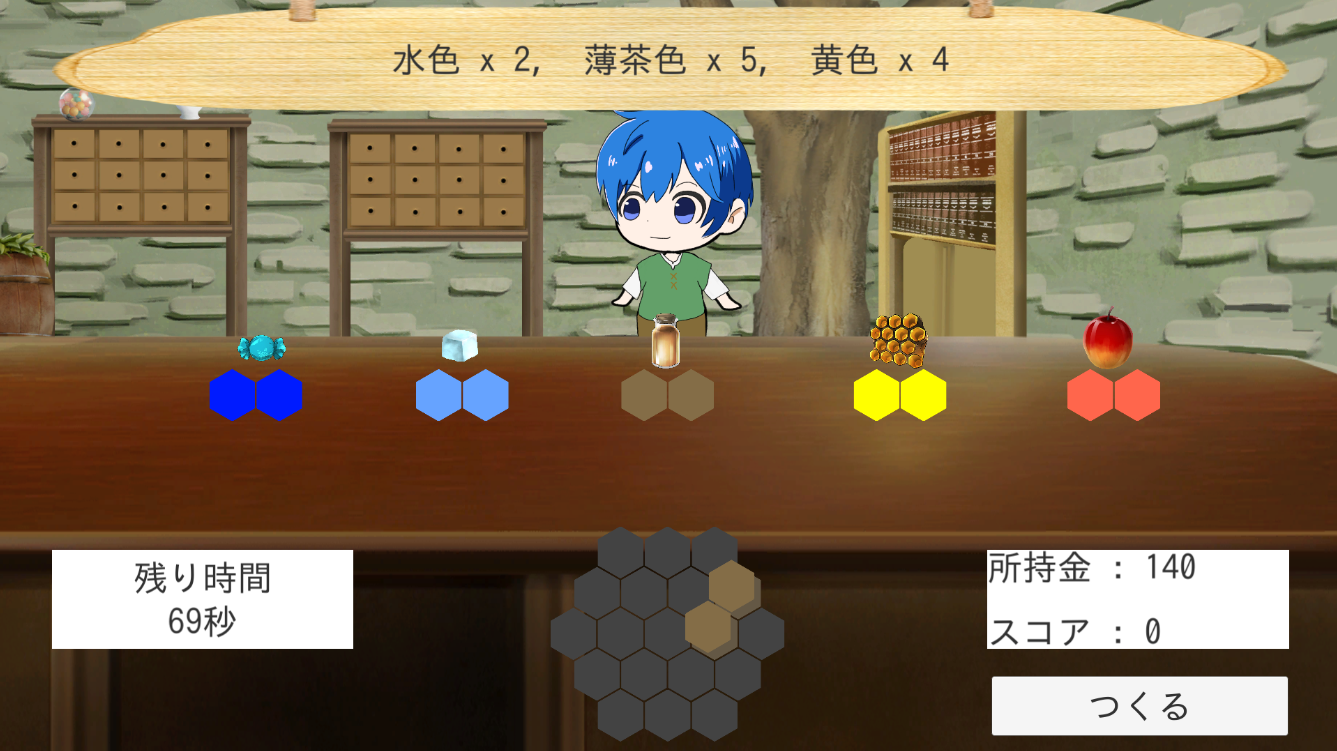 水色 x 2,  薄茶色 x 5,  黄色 x 4
残り時間
69秒
所持金 : 140
スコア : 0
つくる